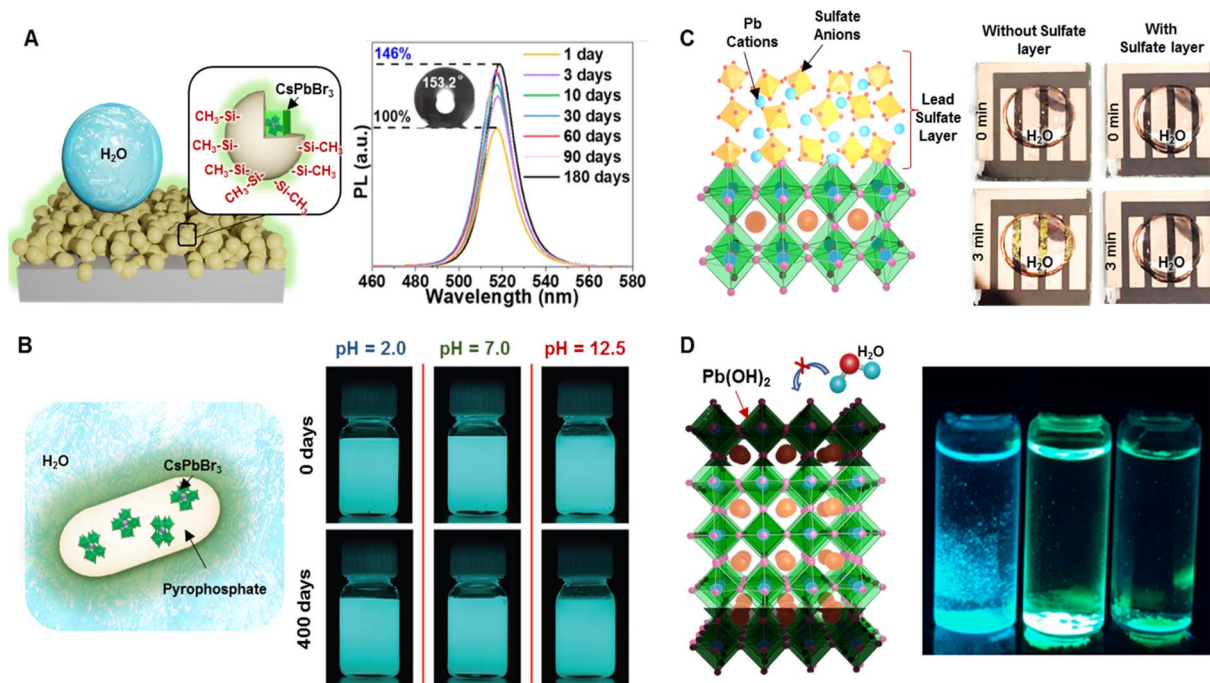 A
H₂O
CsPbBr₃
CH₃-Si-
CH₃-Si-
CH₃-Si-
CH₃-Si-
-Si-CH₃
-Si-CH₃
-Si-CH₃
146%
100%
153.2°
1 day
3 days
10 days
30 days
60 days
90 days
180 days
PL (a.u.)
460 480 500 520 540 560 580
Wavelength (nm)
B
H₂O
CsPbBr₃
Pyrophosphate
pH = 2.0 pH = 7.0 pH = 12.5
0 days
400 days
C
Pb
Cations
Sulfate
Anions
Lead
Sulfate
Layer
Without Sulfate
layer
With
Sulfate layer
0 min
H₂O
0 min
H₂O
3 min
H₂O
3 min
H₂O
D
Pb(OH)₂
H₂O